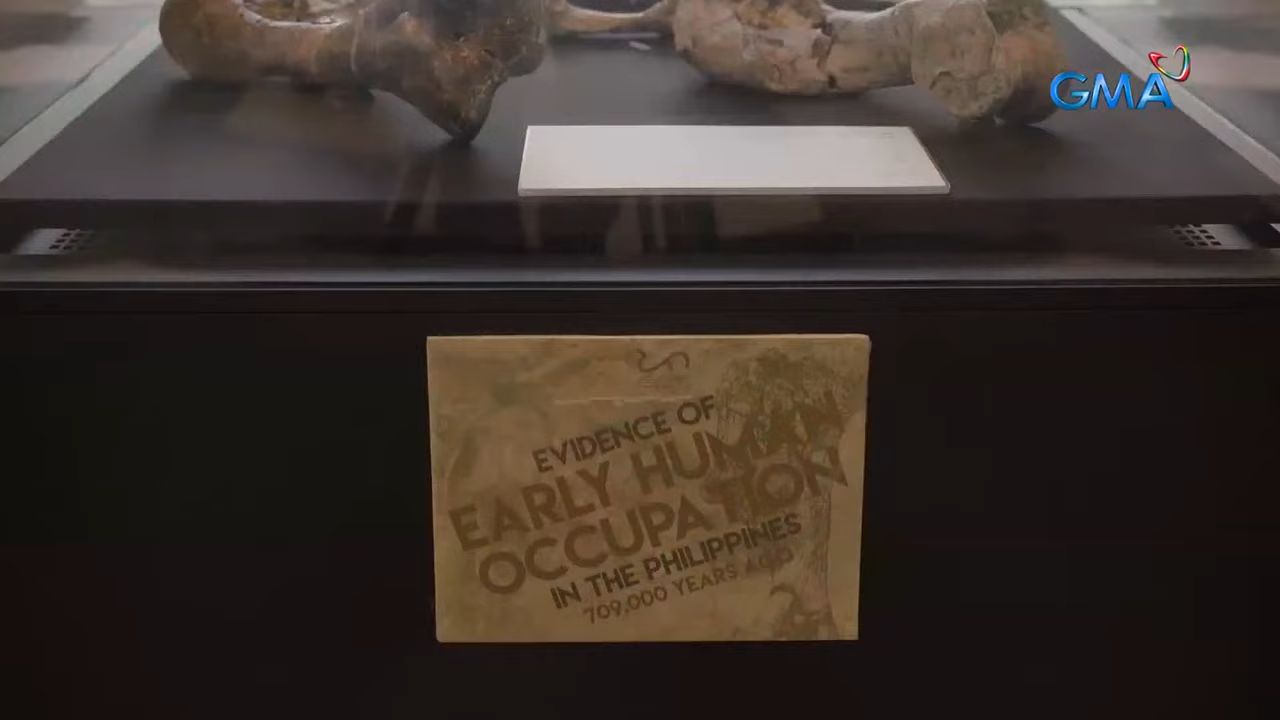 GMA
EVIDENCE OF
EARLY HUMAN
OCCUPATION
IN THE PHILIPPINES
709,000 YEARS AGO